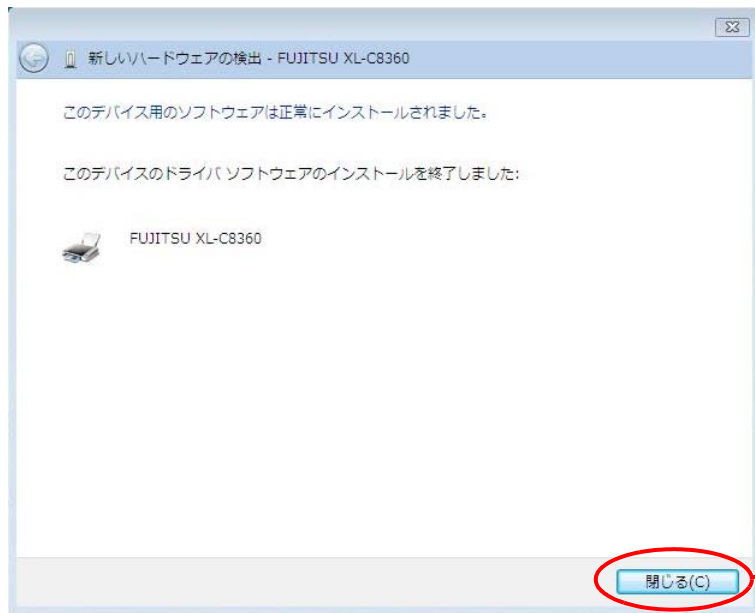 新しいハードウェアの検出 - FUJITSU XL-C8360
このデバイス用のソフトウェアは正常にインストールされました。
このデバイスのドライバ ソフトウェアのインストールを終了しました:
FUJITSU XL-C8360
閉じる(C)